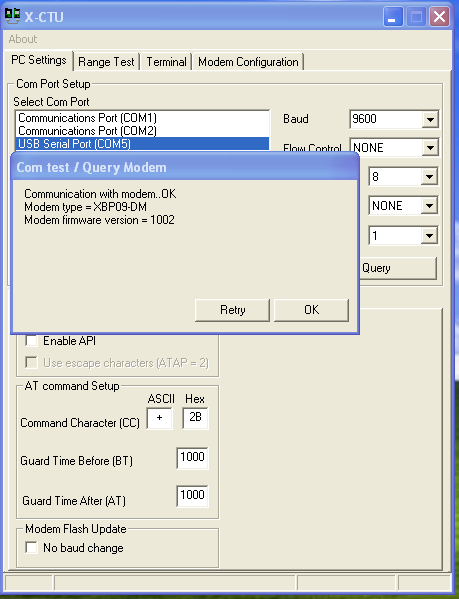 X-CTU
About
PC Settings Range Test Terminal Modem Configuration
Com Port Setup
Select Com Port
Communications Port (COM1)
Communications Port (COM2)
USB Serial Port (COM5)
Baud 9600
Flow Control NONE
8
NONE
1
Query
Com test / Query Modem
Communication with modem..OK
Modem type = XBP09-DM
Modem firmware version = 1002
Retry OK
Enable API
Use escape characters (ATAP = 2)
AT command Setup
ASCII Hex
Command Character (CC) + 2B
Guard Time Before (BT) 1000
Guard Time After (AT) 1000
Modem Flash Update
No baud change